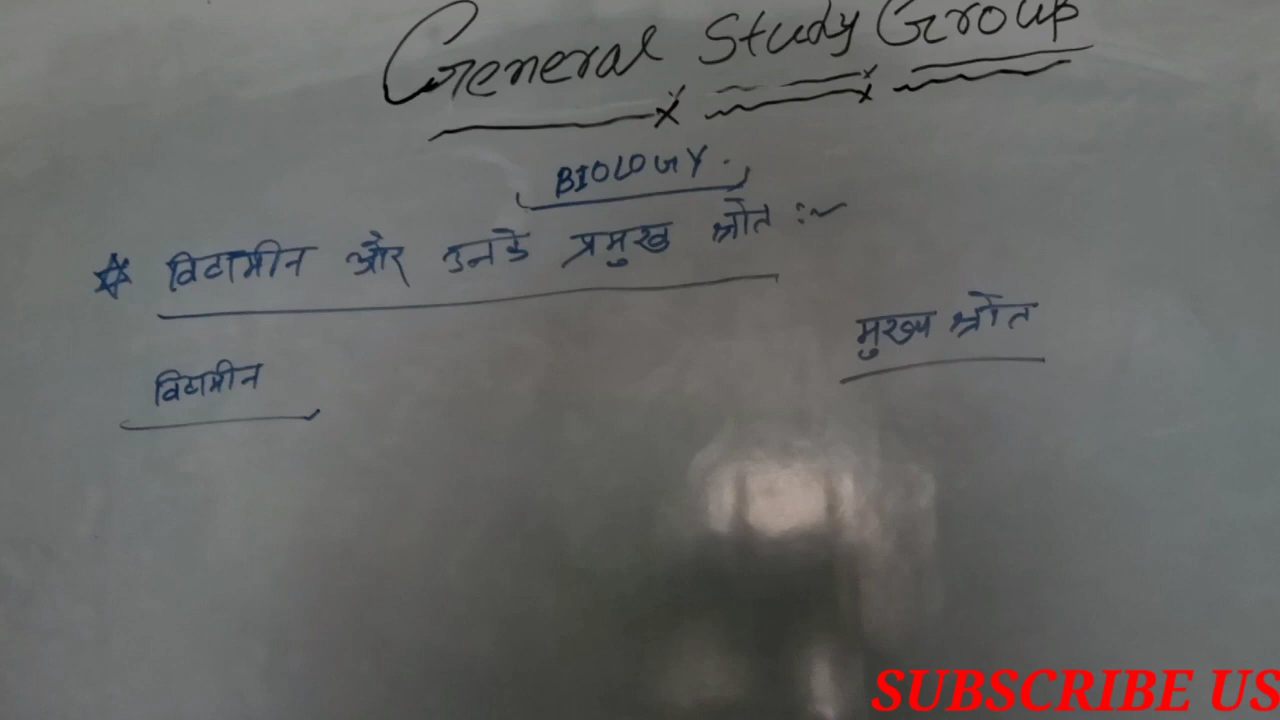 General Study Group
BIOLOGY.
☆ विटामीन और उनके प्रमुख श्रोत :~
विटामीन
मुख्य श्रोत
SUBSCRIBE US